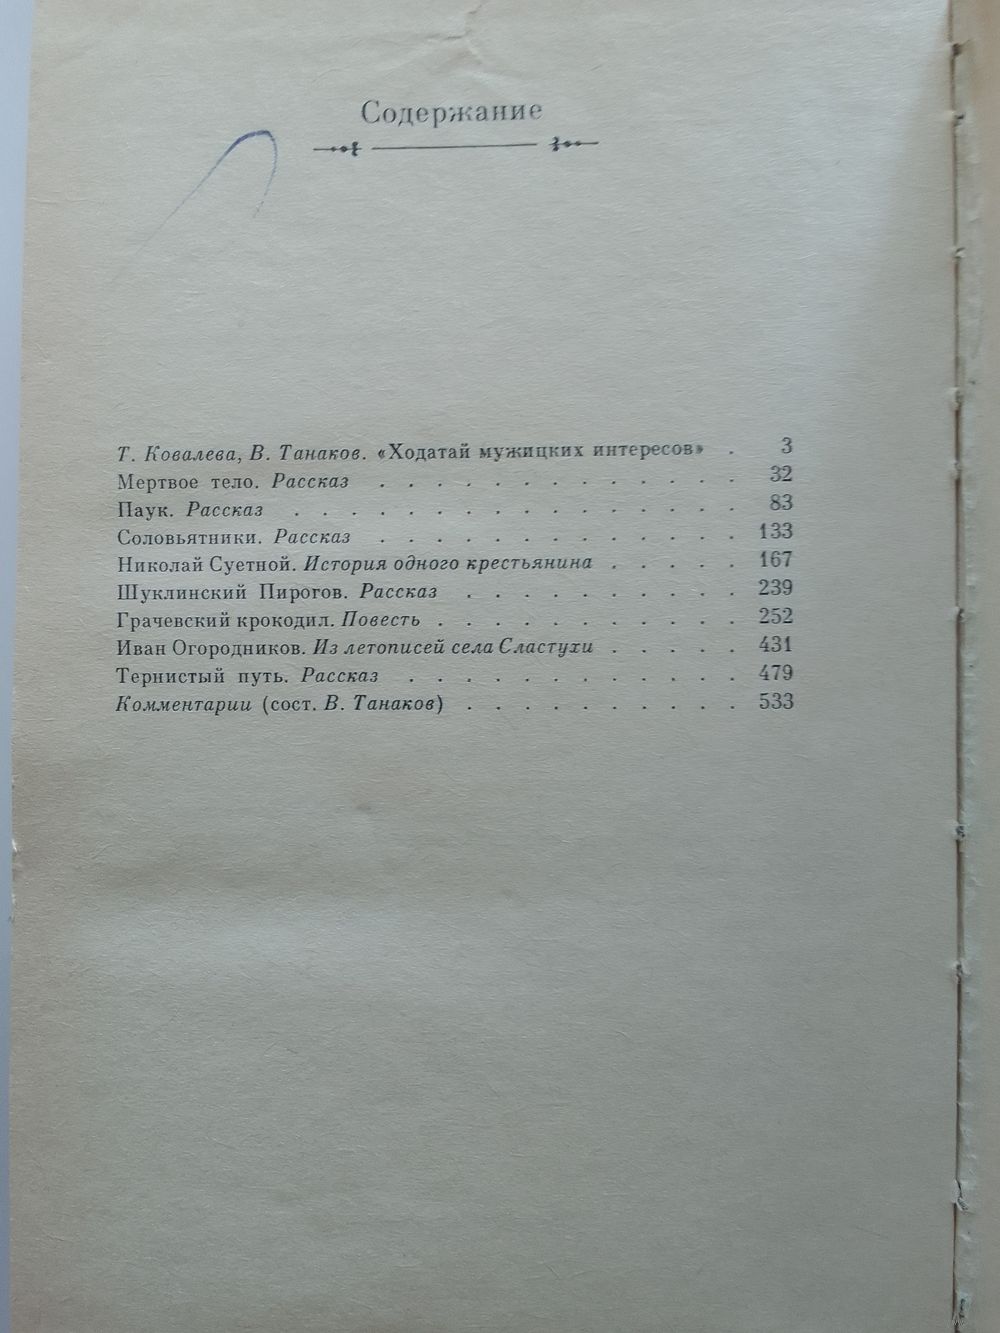 Содержание
Т. Ковалева, В. Танаков. «Ходатай мужицких интересов» . 3
Мертвое тело. Рассказ . . . . . . . . . . . . . 32
Паук. Рассказ . . . . . . . . . . . . . . . . 83
Соловьятники. Рассказ . . . . . . . . . . . . . 133
Николай Суетной. История одного крестьянина . . . . . 167
Шуклинский Пирогов. Рассказ . . . . . . . . . . 239
Грачевский крокодил. Повесть . . . . . . . . . . . 252
Иван Огородников. Из летописей села Сластухи . . . . . 431
Тернистый путь. Рассказ . . . . . . . . . . . . 479
Комментарии (сост. В. Танаков) . . . . . . . . . . 533